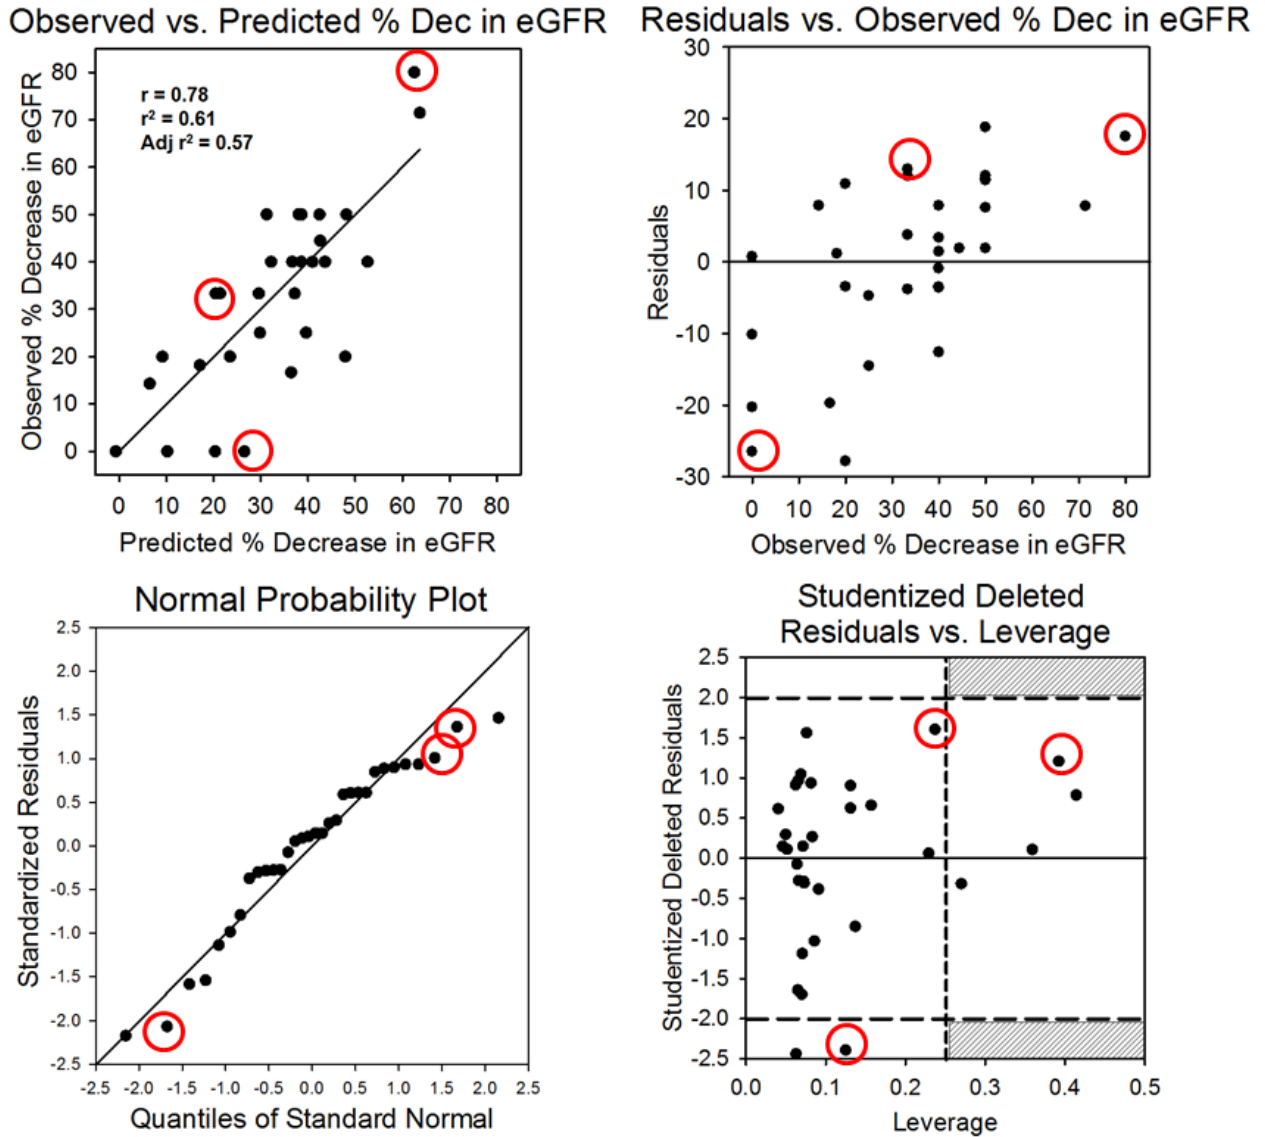 Observed vs. Predicted % Dec in eGFR
Observed % Decrease in eGFR
80
70
60
50
40
30
20
10
0
r = 0.78
r² = 0.61
Adj r² = 0.57
0 10 20 30 40 50 60 70 80
Predicted % Decrease in eGFR
Residuals vs. Observed % Dec in eGFR
Residuals
30
20
10
0
-10
-20
-30
0 10 20 30 40 50 60 70 80
Observed % Decrease in eGFR
Normal Probability Plot
Standardized Residuals
2.5
2.0
1.5
1.0
0.5
0.0
-0.5
-1.0
-1.5
-2.0
-2.5
-2.5 -2.0 -1.5 -1.0 -0.5 0.0 0.5 1.0 1.5 2.0 2.5
Quantiles of Standard Normal
Studentized Deleted
Residuals vs. Leverage
Studentized Deleted Residuals
2.5
2.0
1.5
1.0
0.5
0.0
-0.5
-1.0
-1.5
-2.0
-2.5
0.0 0.1 0.2 0.3 0.4 0.5
Leverage